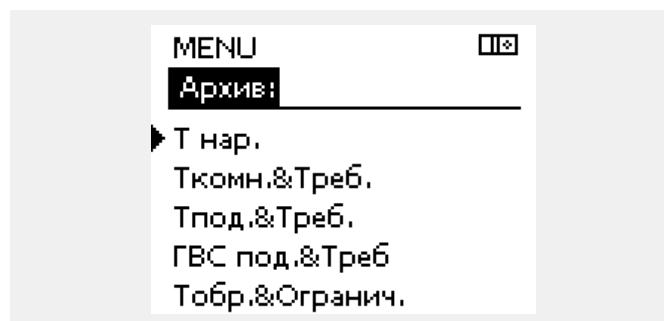 MENU
Архив:
Т нар.
Ткомн.&Треб.
Тпод.&Треб.
ГВС под.&Треб
Тобр.&Огранич.